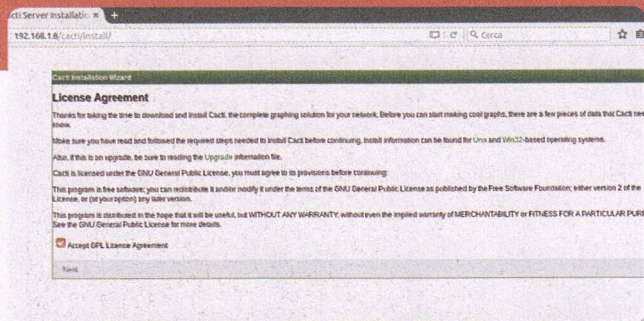 cti Server Installatio × +
192.168.1.8/cacti/install/
Cerca
Cacti Installation Wizard
License Agreement
Thanks for taking the time to download and install Cacti, the complete graphing solution for your network. Before you can start making cool graphs, there are a few pieces of data that Cacti nee
know.
Make sure you have read and followed the required steps needed to install Cacti before continuing. Install information can be found for Unix and Win32-based operating systems.
Also, if this is an upgrade, be sure to reading the Upgrade information file.
Cacti is licensed under the GNU General Public License, you must agree to its provisions before continuing:
This program is free software; you can redistribute it and/or modify it under the terms of the GNU General Public License as published by the Free Software Foundation; either version 2 of the
License, or (at your option) any later version.
This program is distributed in the hope that it will be useful, but WITHOUT ANY WARRANTY; without even the implied warranty of MERCHANTABILITY or FITNESS FOR A PARTICULAR PURP
See the GNU General Public License for more details.
Accept GPL License Agreement
Next